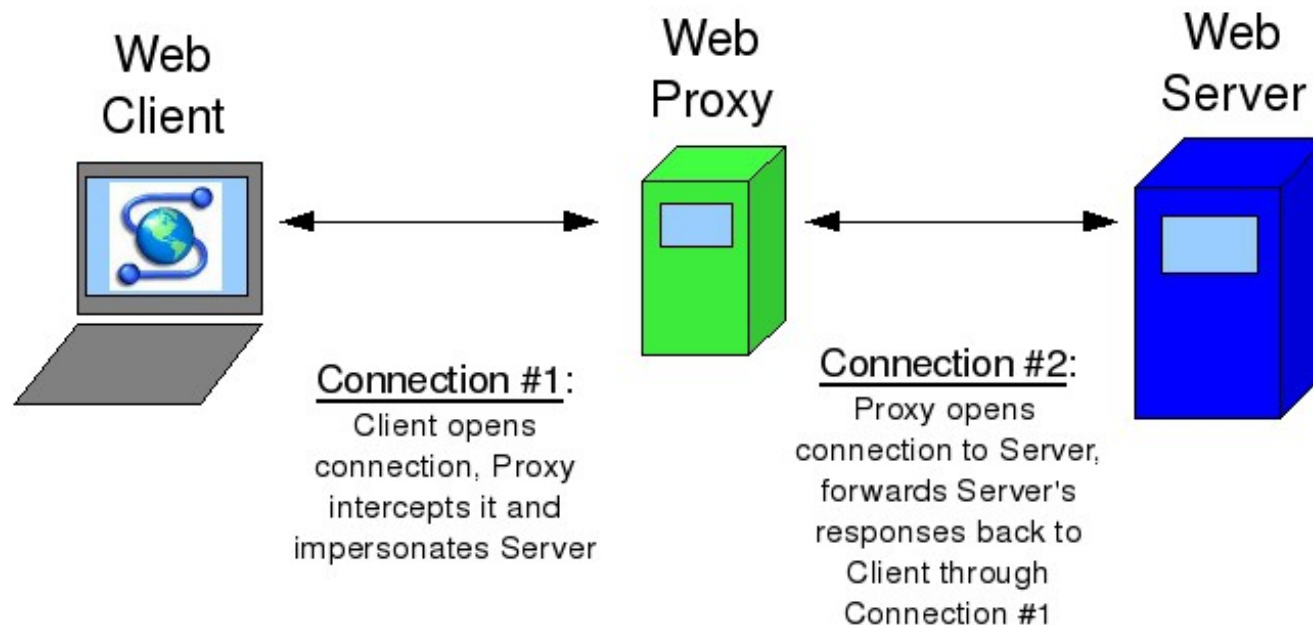 Web
Client
Web
Proxy
Web
Server
Connection #1:
Client opens
connection, Proxy
intercepts it and
impersonates Server
Connection #2:
Proxy opens
connection to Server,
forwards Server's
responses back to
Client through
Connection #1